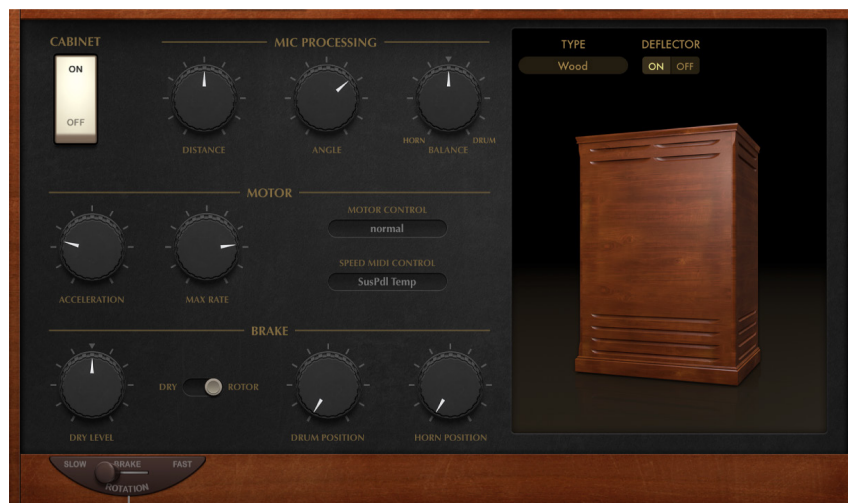 CABINET
ON
OFF
MIC PROCESSING
DISTANCE
ANGLE
HORN
DRUM
BALANCE
TYPE
Wood
DEFLECTOR
ON OFF
MOTOR
ACCELERATION
MAX RATE
MOTOR CONTROL
normal
SPEED MIDI CONTROL
SusPdl Temp
BRAKE
DRY LEVEL
DRY
ROTOR
DRUM POSITION
HORN POSITION
SLOW
BRAKE
FAST
ROTATION